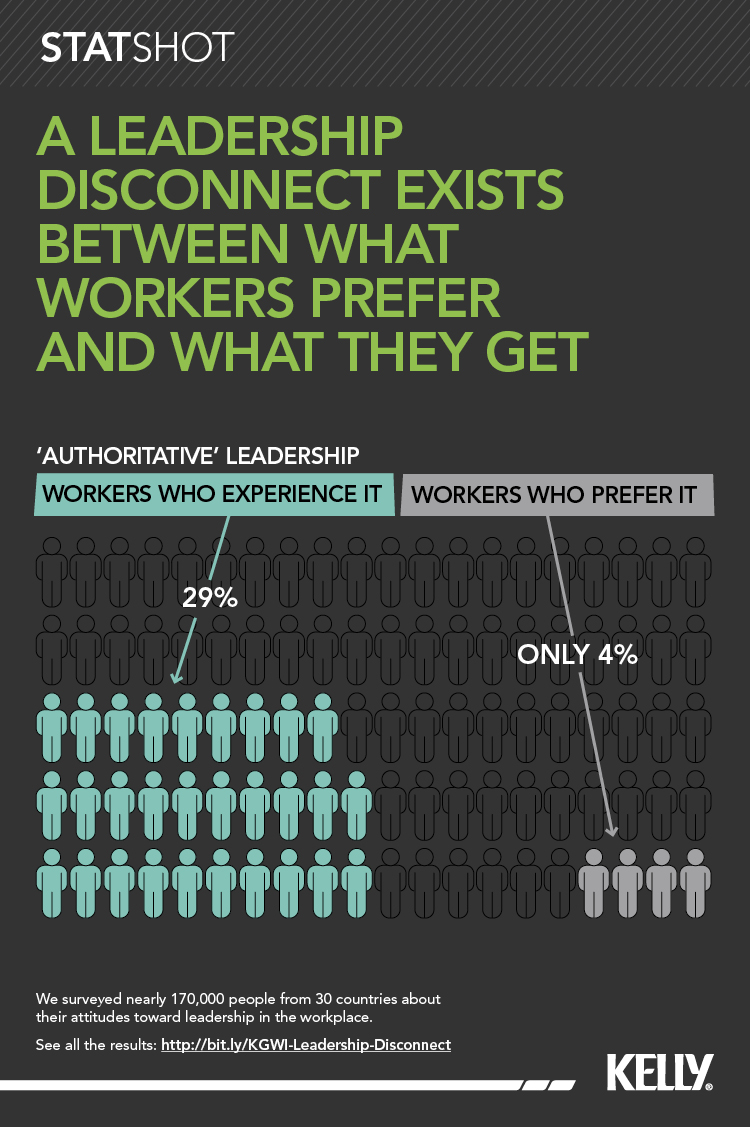 STATSHOT
A LEADERSHIP
DISCONNECT EXISTS
BETWEEN WHAT
WORKERS PREFER
AND WHAT THEY GET
‘AUTHORITATIVE’ LEADERSHIP
WORKERS WHO EXPERIENCE IT
WORKERS WHO PREFER IT
29%
ONLY 4%
We surveyed nearly 170,000 people from 30 countries about
their attitudes toward leadership in the workplace.
See all the results: http://bit.ly/KGWI-Leadership-Disconnect
KELLY®